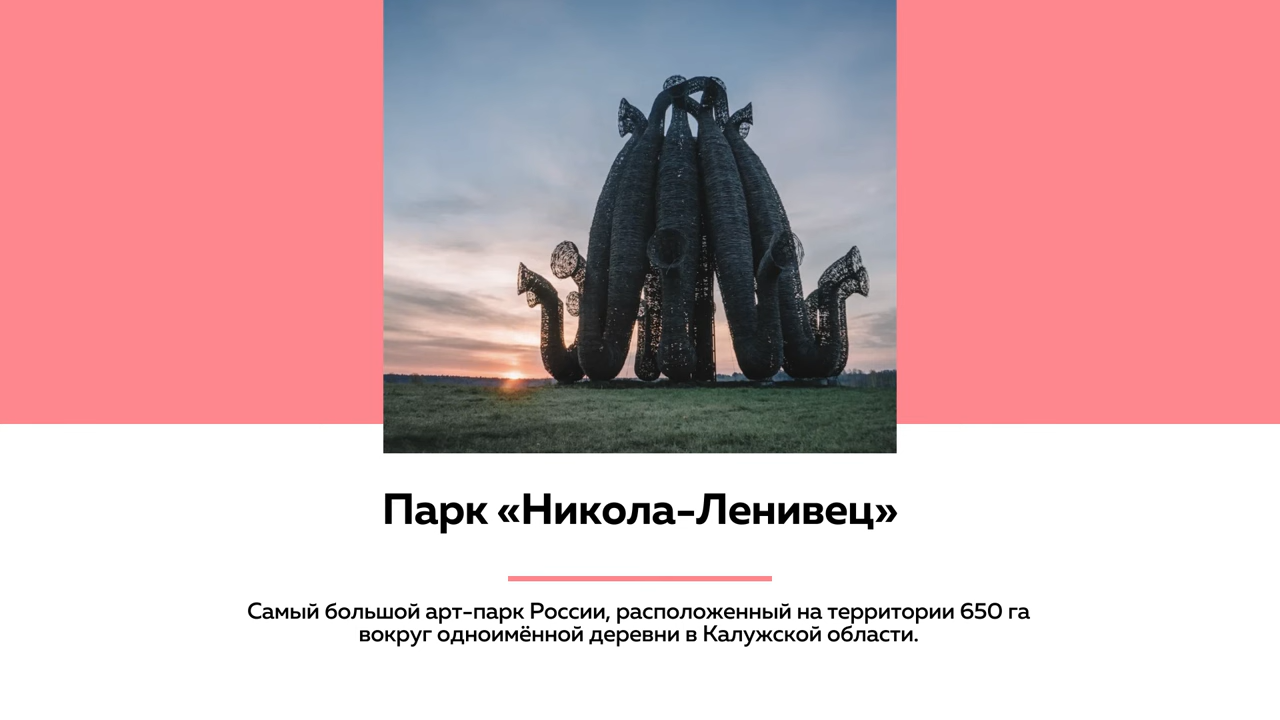 Парк «Никола-Ленивец»
Самый большой арт-парк России, расположенный на территории 650 га
вокруг одноимённой деревни в Калужской области.